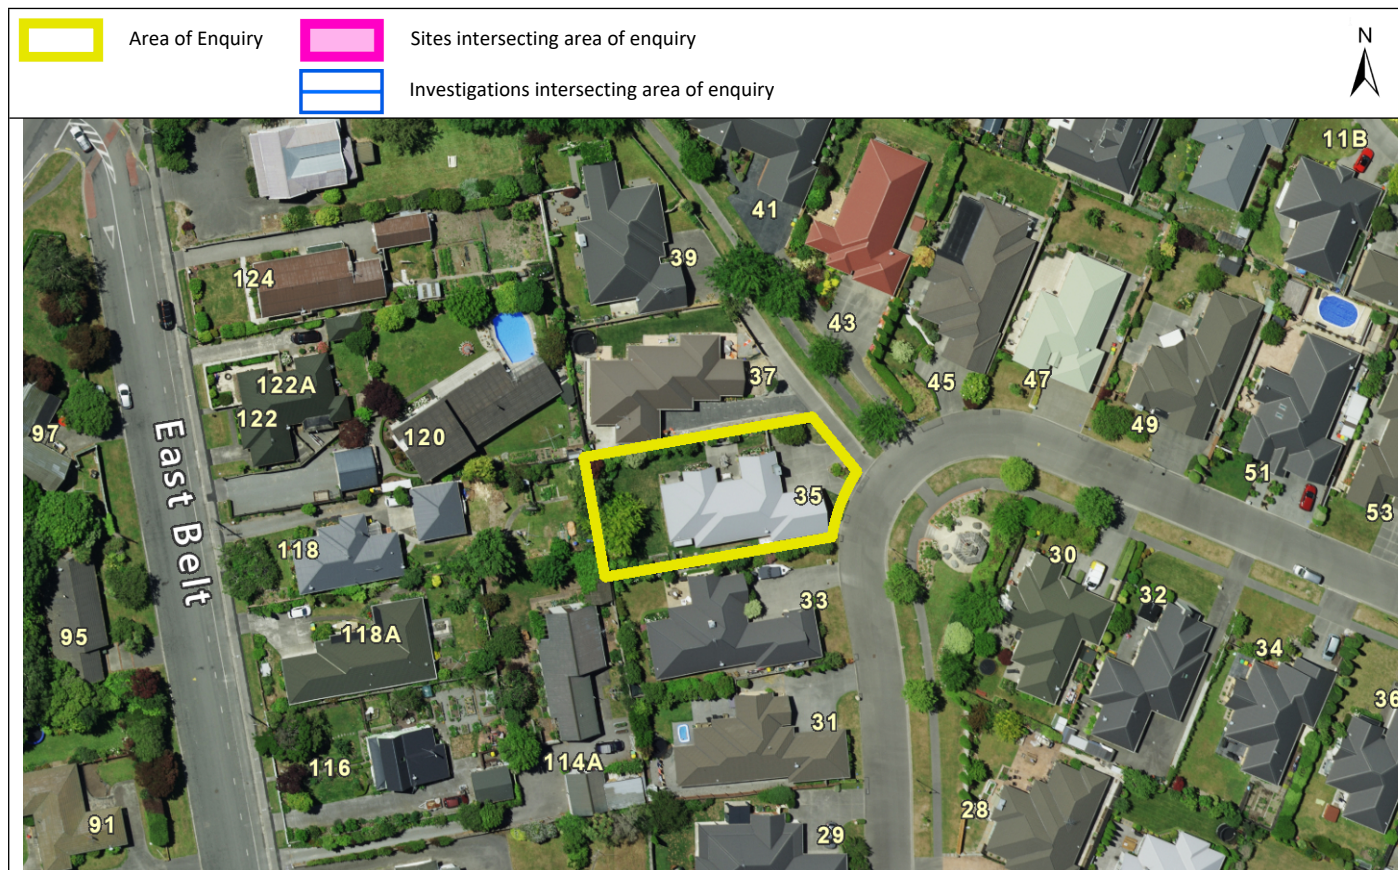 Area of Enquiry
Sites intersecting area of enquiry
N
Investigations intersecting area of enquiry
11B
41
39
124
43
37
122A
45
47
122
120
49
97
East Belt
51
35
53
118
30
32
33
118A
95
34
36
31
116
114A
28
91
29